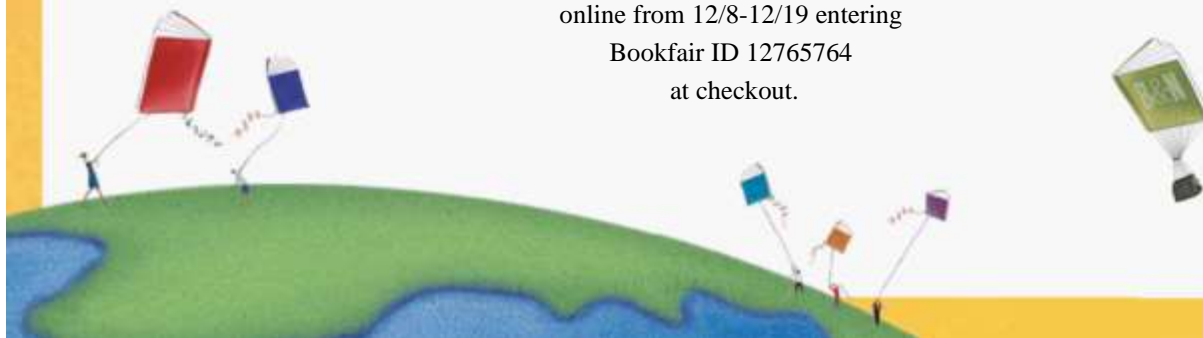 online from 12/8-12/19 entering
Bookfair ID 12765764
at checkout.
B&N